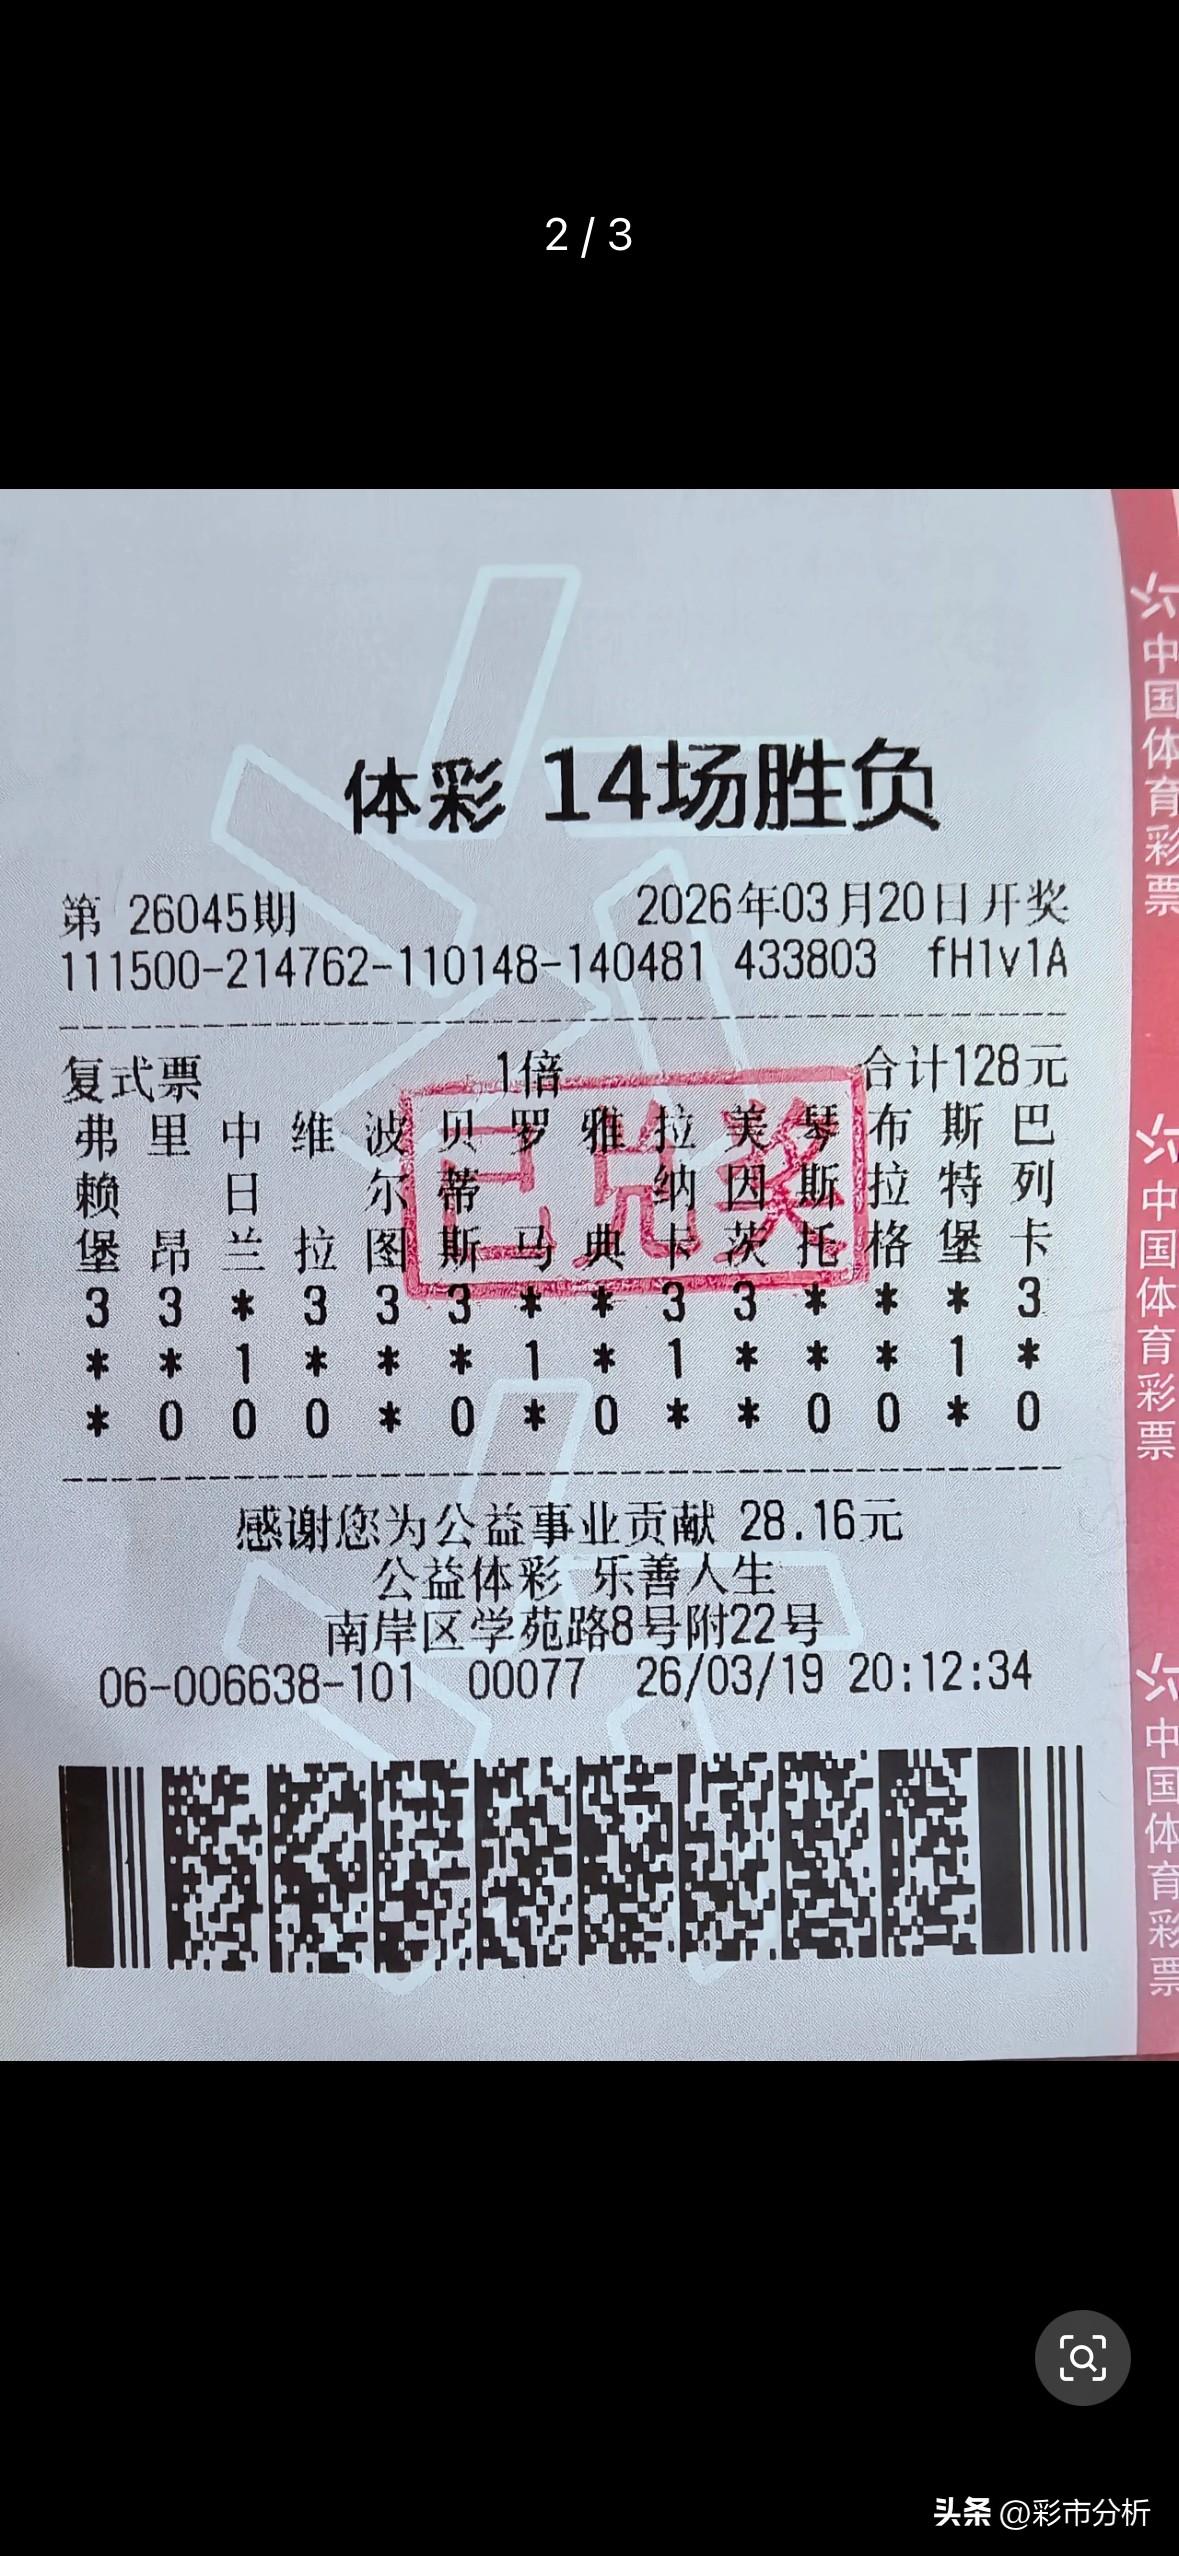 2 / 3
体彩 14场胜负
第 26045期 2026年03月20日开奖
111500-214762-110148-140481 433803 fH1v1A
复式票 1倍 合计128元
弗 里 中 维 波 贝 罗 雅 拉 美 琴 布 斯 巴
赖 日 尔 蒂 纳 因 斯 拉 特 列
堡 昂 兰 拉 图 斯 马 典 卡 茨 托 格 堡 卡
已兑奖
3 3 * 3 3 3 * * 3 3 * * * 3
* * 1 * * * 1 * 1 * * * 1 *
* 0 0 0 * 0 * 0 * * 0 0 * 0
感谢您为公益事业贡献 28.16元
公益体彩 乐善人生
南岸区学苑路8号附22号
06-006638-101 00077 26/03/19 20:12:34
中国体育彩票
中国体育彩票
中国体育彩票
头条 @彩市分析